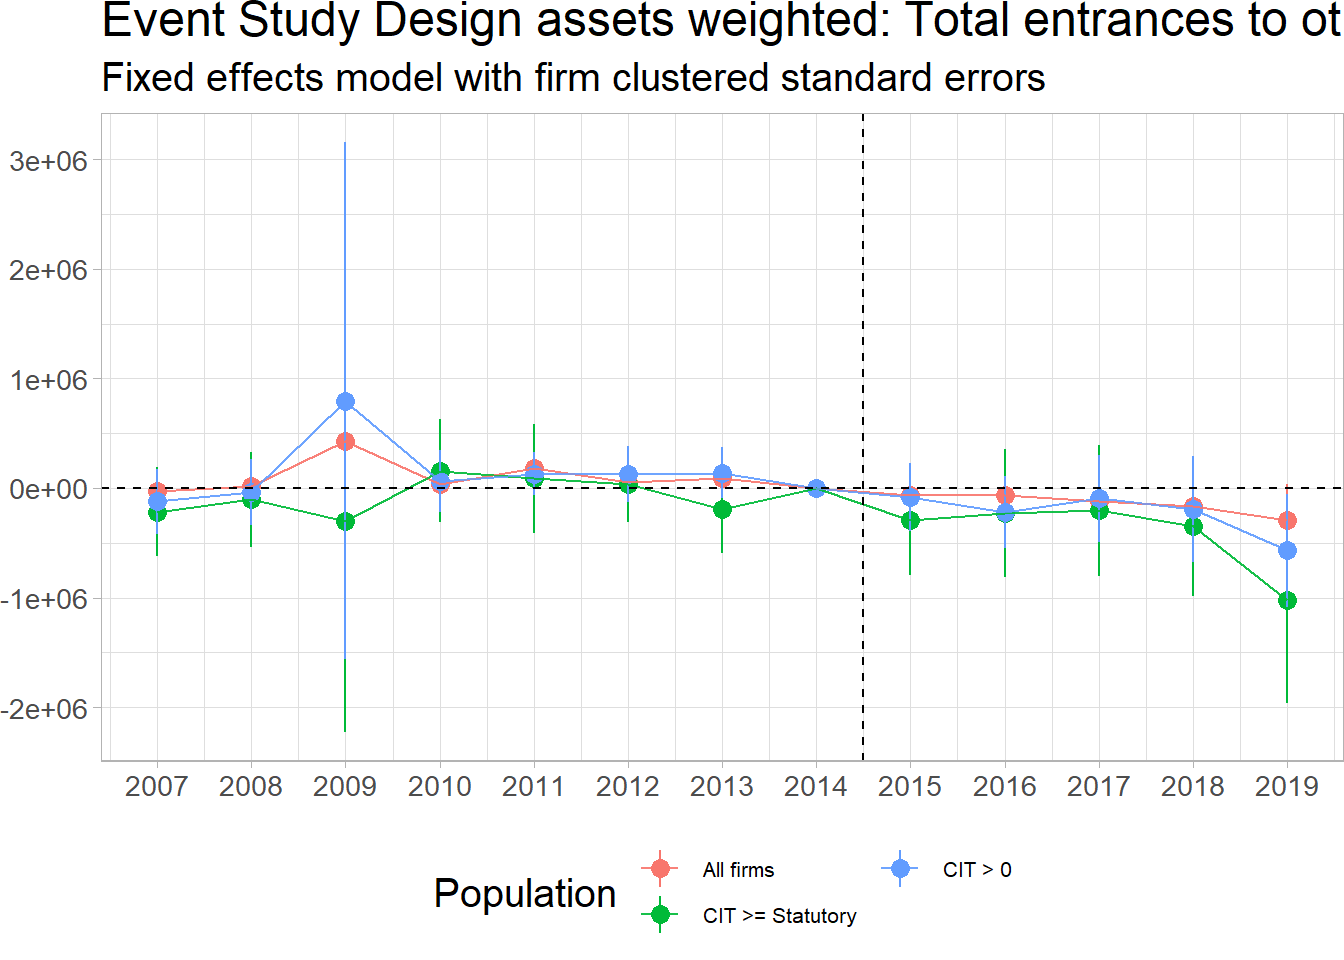 Event Study Design assets weighted: Total entrances to ot
Fixed effects model with firm clustered standard errors
3e+06
2e+06
1e+06
0e+00
-1e+06
-2e+06
2007 2008 2009 2010 2011 2012 2013 2014 2015 2016 2017 2018 2019
Population
All firms
CIT > 0
CIT >= Statutory